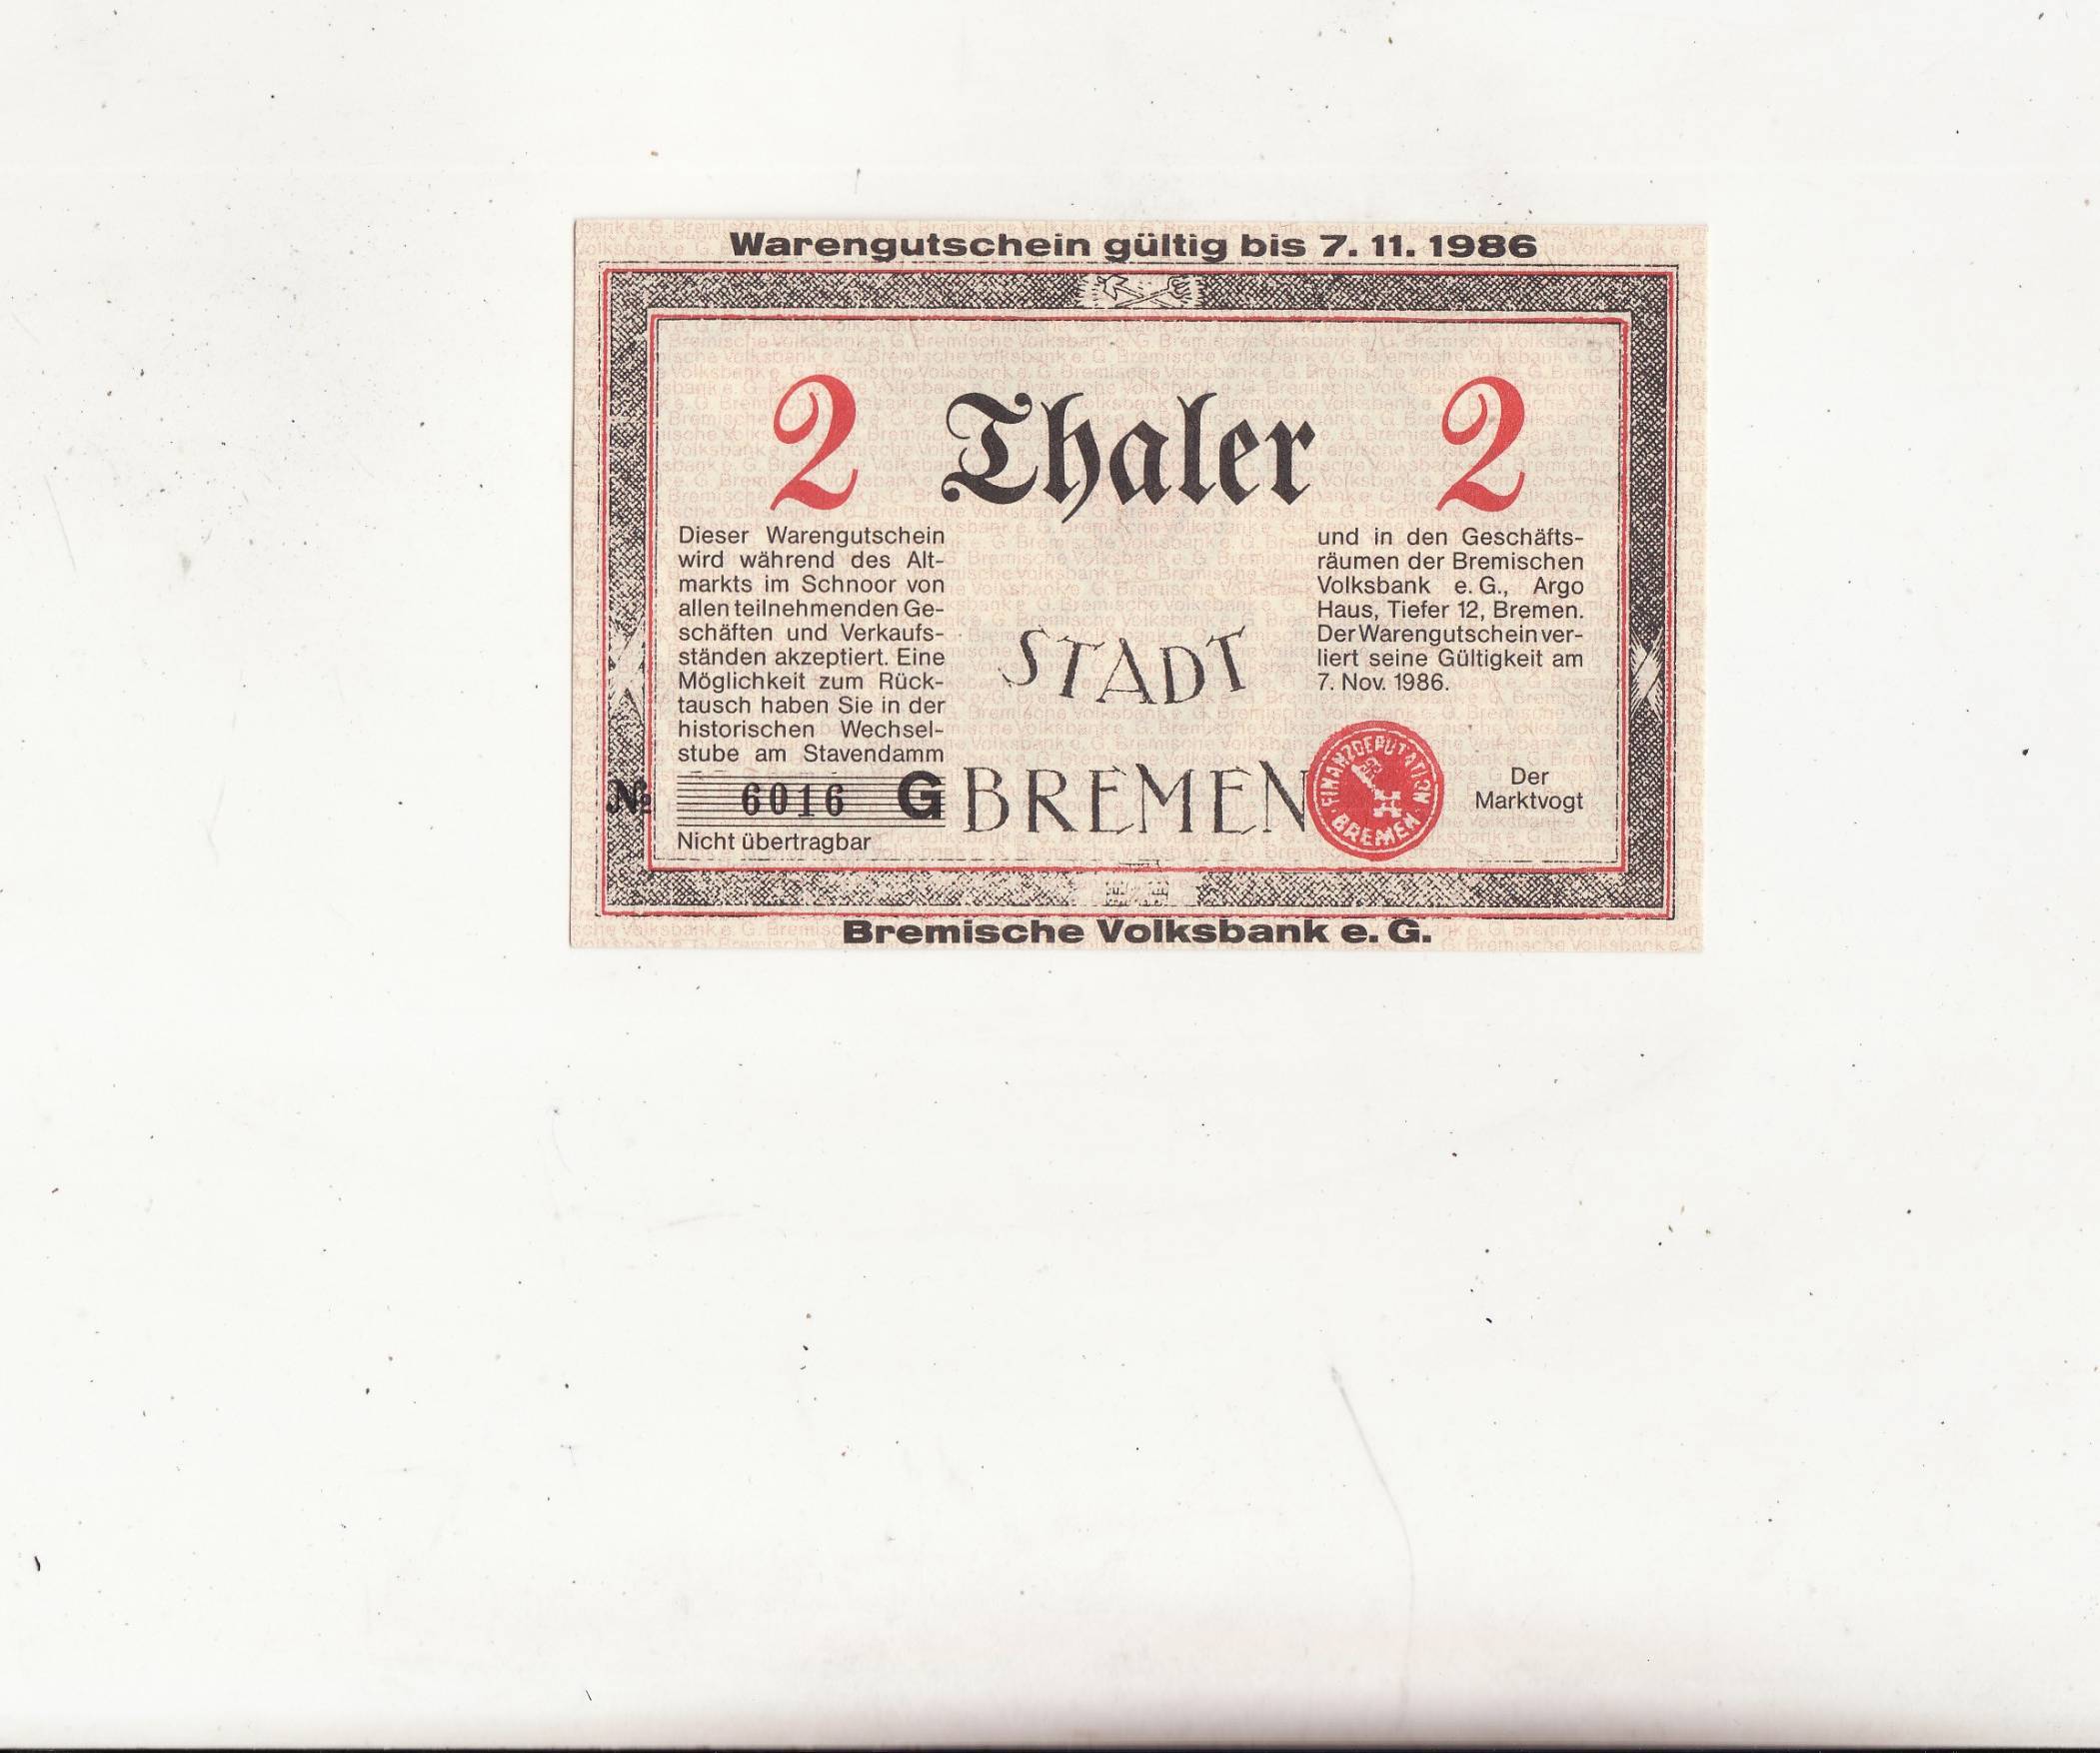 Warengutschein gültig bis 7. 11. 1986
2 Thaler 2
Dieser Warengutschein
wird während des Alt-
markts im Schnoor von
allen teilnehmenden Ge-
schäften und Verkaufs-
ständen akzeptiert. Eine
Möglichkeit zum Rück-
tausch haben Sie in der
historischen Wechsel-
stube am Stavendamm
und in den Geschäfts-
räumen der Bremischen
Volksbank e. G., Argo
Haus, Tiefer 12, Bremen.
Der Warengutschein ver-
liert seine Gültigkeit am
7. Nov. 1986.
STADT
BREMEN
FINANZDEPUTATION
BREMEN
Der
Marktvogt
№ 6016 G
Nicht übertragbar
Bremische Volksbank e. G.